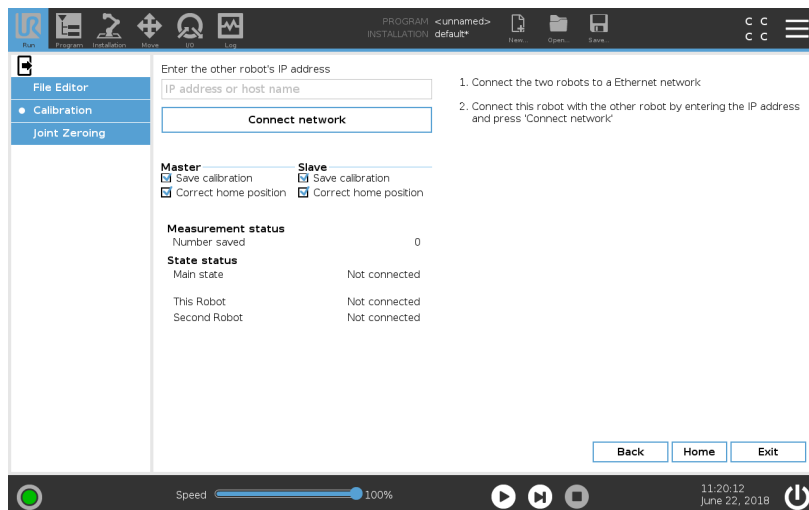 UR
PROGRAM <unnamed>
INSTALLATION default*
Run Program Installation Move I/O Log New... Open... Save...
C C
C C
File Editor
Calibration
Joint Zeroing
Enter the other robot's IP address
IP address or host name
Connect network
Master Slave
Save calibration Save calibration
Correct home position Correct home position
Measurement status
Number saved 0
State status
Main state Not connected
This Robot Not connected
Second Robot Not connected
1. Connect the two robots to a Ethernet network
2. Connect this robot with the other robot by entering the IP address
and press 'Connect network'
Back Home Exit
Speed 100%
11:20:12
June 22, 2018